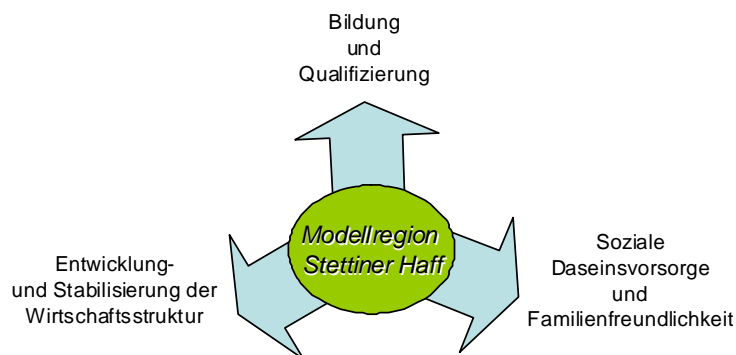 Bildung
und
Qualifizierung
Modellregion
Stettiner Haff
Entwicklung-
und Stabilisierung der
Wirtschaftsstruktur
Soziale
Daseinsvorsorge
und
Familienfreundlichkeit